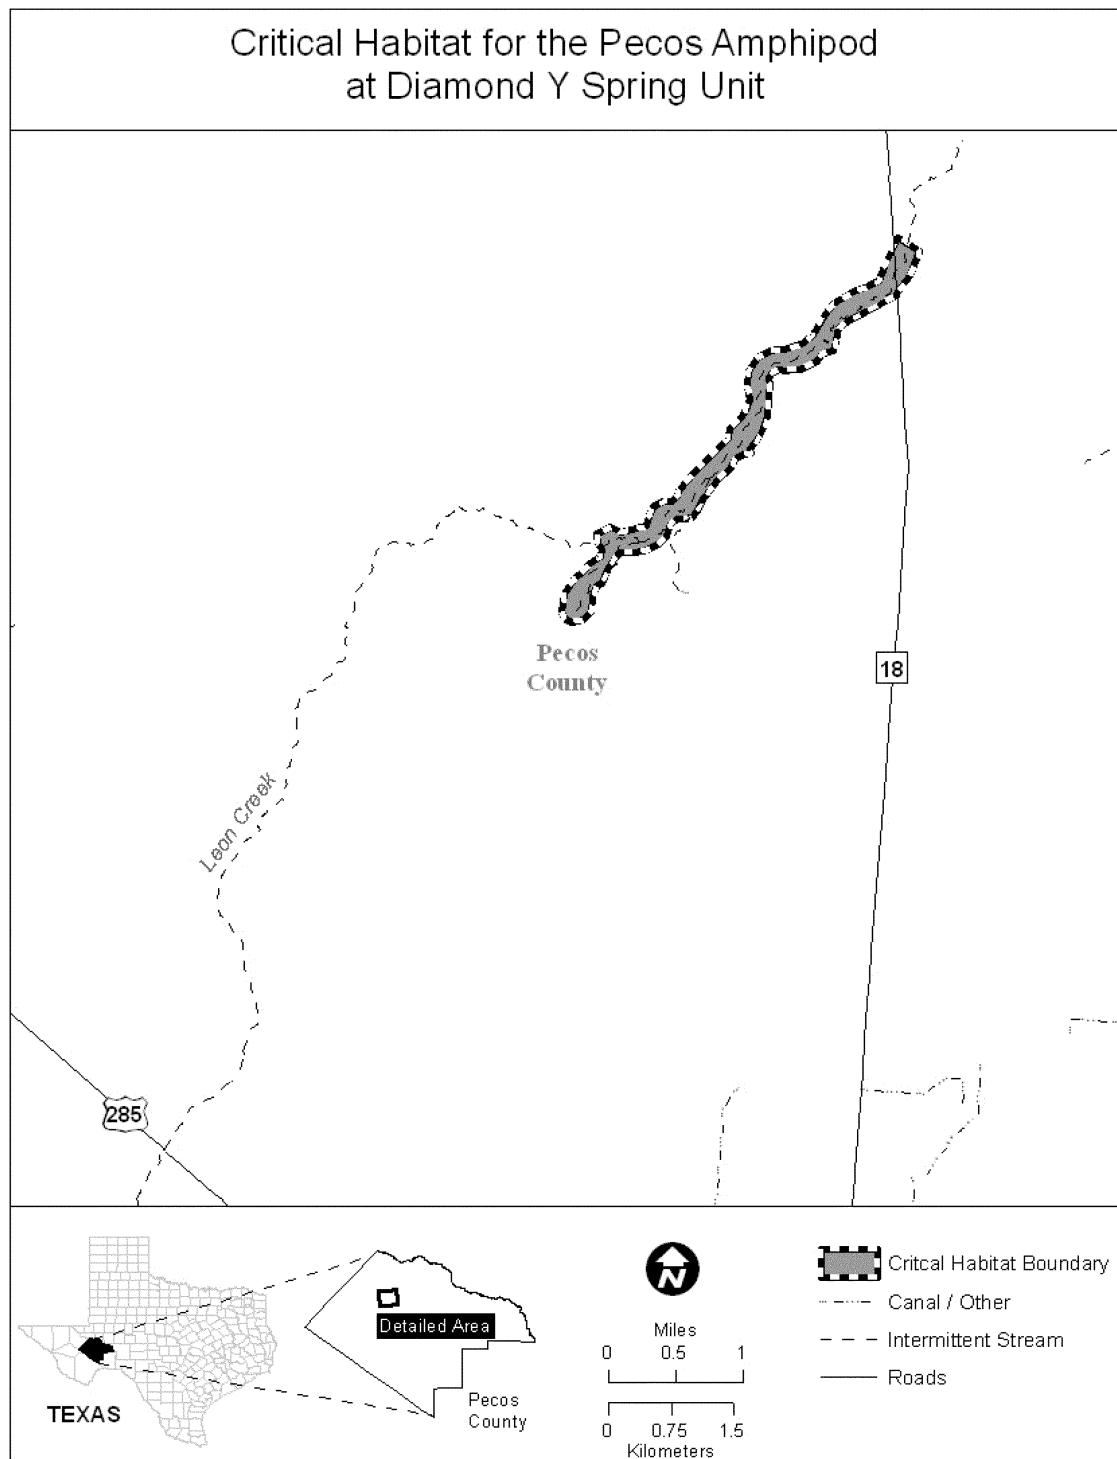 Critical Habitat for the Pecos Amphipod
at Diamond Y Spring Unit
Pecos
County
18
Leon Creek
285
TEXAS
Detailed Area
Pecos
County
N
Miles
0 0.5 1
0 0.75 1.5
Kilometers
Critcal Habitat Boundary
Canal / Other
Intermittent Stream
Roads